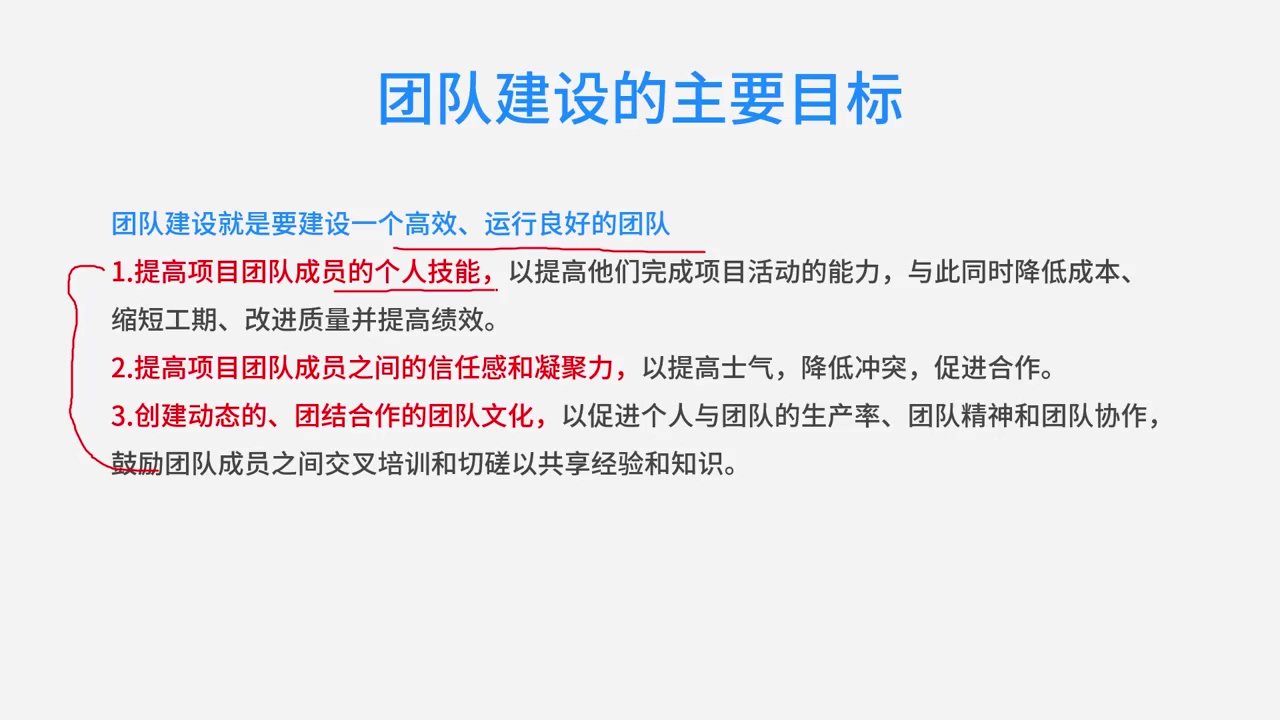 团队建设的主要目标
团队建设就是要建设一个高效、运行良好的团队
1.提高项目团队成员的个人技能，以提高他们完成项目活动的能力，与此同时降低成本、
缩短工期、改进质量并提高绩效。
2.提高项目团队成员之间的信任感和凝聚力，以提高士气，降低冲突，促进合作。
3.创建动态的、团结合作的团队文化，以促进个人与团队的生产率、团队精神和团队协作，
鼓励团队成员之间交叉培训和切磋以共享经验和知识。